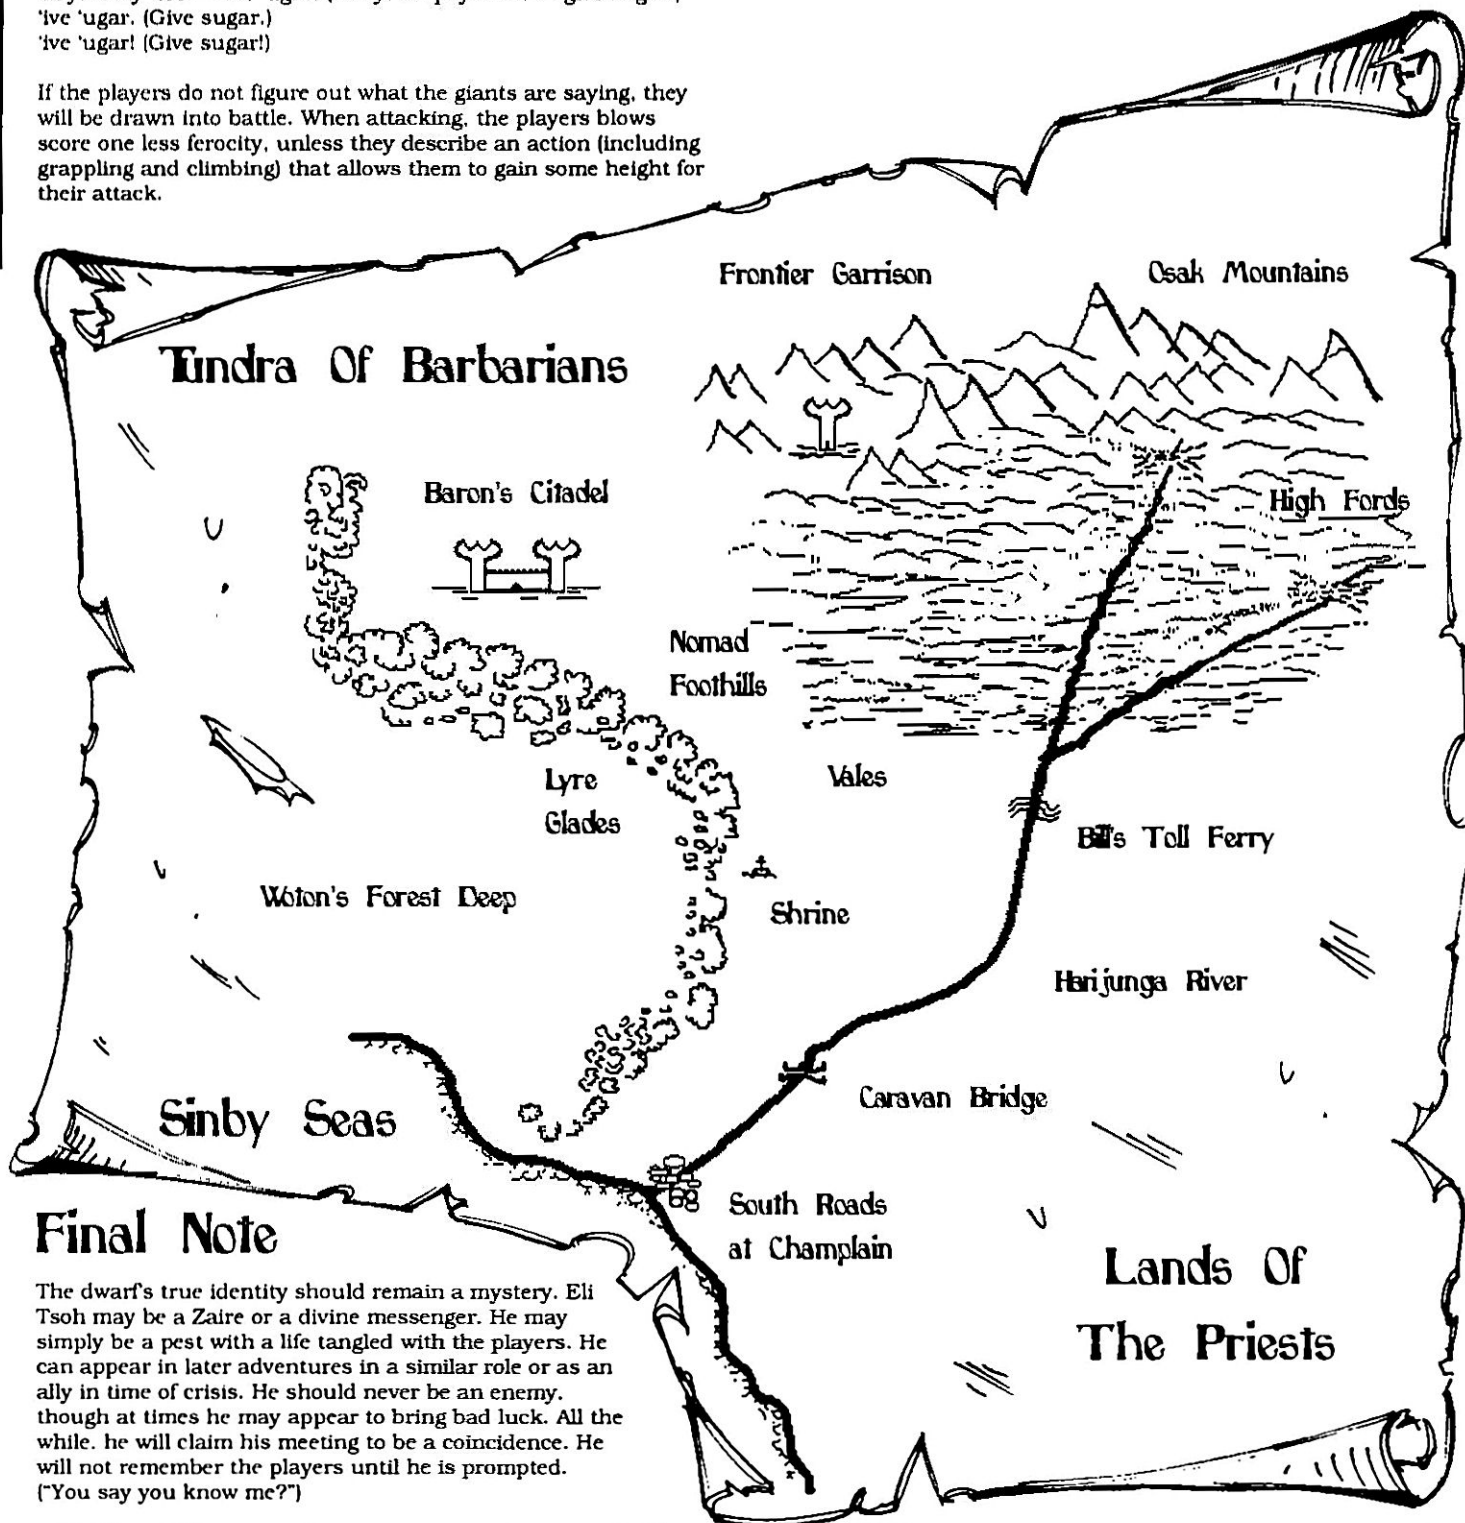 'ive 'ugar. (Give sugar.)
'ive 'ugar! (Give sugar!)
If the players do not figure out what the giants are saying, they
will be drawn into battle. When attacking, the players blows
score one less ferocity, unless they describe an action (including
grappling and climbing) that allows them to gain some height for
their attack.
Frontier Garrison
Osak Mountains
Tundra Of Barbarians
Baron's Citadel
High Fords
Nomad
Foothills
Lyre
Glades
Vales
Bill's Toll Ferry
Woton's Forest Deep
Shrine
Harijunga River
Caravan Bridge
Sinby Seas
South Roads
at Champlain
Lands Of
The Priests
Final Note
The dwarf's true identity should remain a mystery. Eli
Tsoh may be a Zaire or a divine messenger. He may
simply be a pest with a life tangled with the players. He
can appear in later adventures in a similar role or as an
ally in time of crisis. He should never be an enemy.
though at times he may appear to bring bad luck. All the
while. he will claim his meeting to be a coincidence. He
will not remember the players until he is prompted.
("You say you know me?")